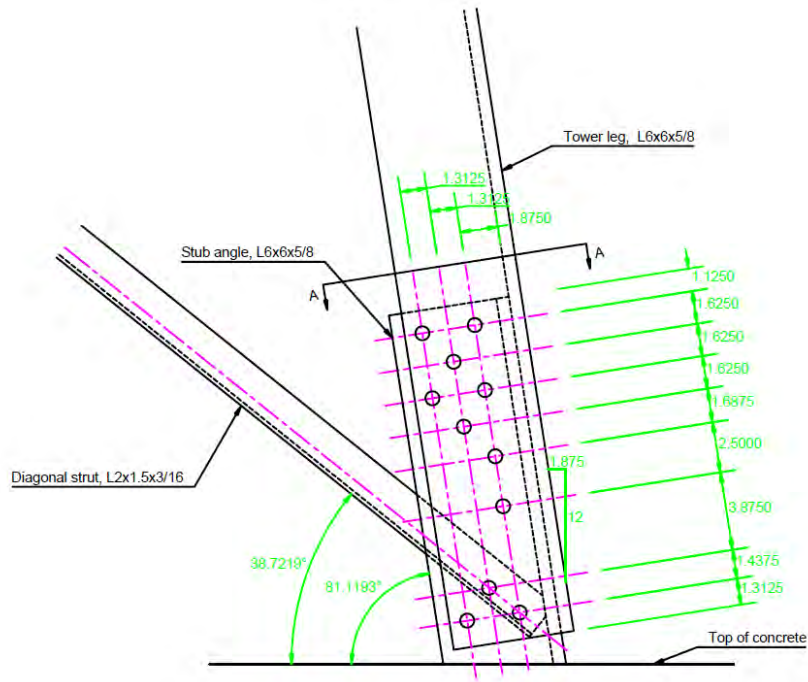 Tower leg, L6x6x5/8
1.3125
1.3125
1.8750
Stub angle, L6x6x5/8
A
A
1.1250
1.6250
1.6250
1.6250
1.6875
2.5000
1.875
Diagonal strut, L2x1.5x3/16
12
3.8750
38.7219°
1.4375
81.1193°
1.3125
Top of concrete